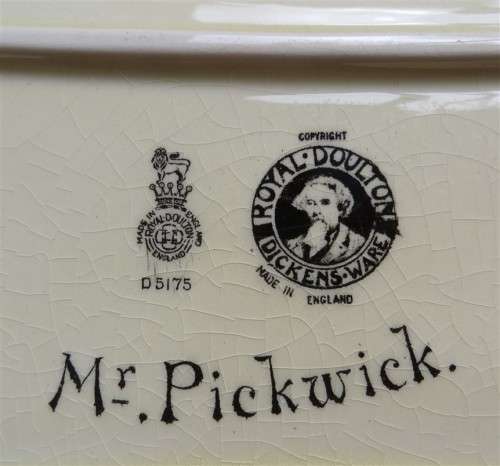 COPYRIGHT
ROYAL·DOULTON
DICKENS·WARE
MADE IN ENGLAND
MADE IN ENGLAND
ROYAL·DOULTON
ENGLAND
D5175
Mr. Pickwick.